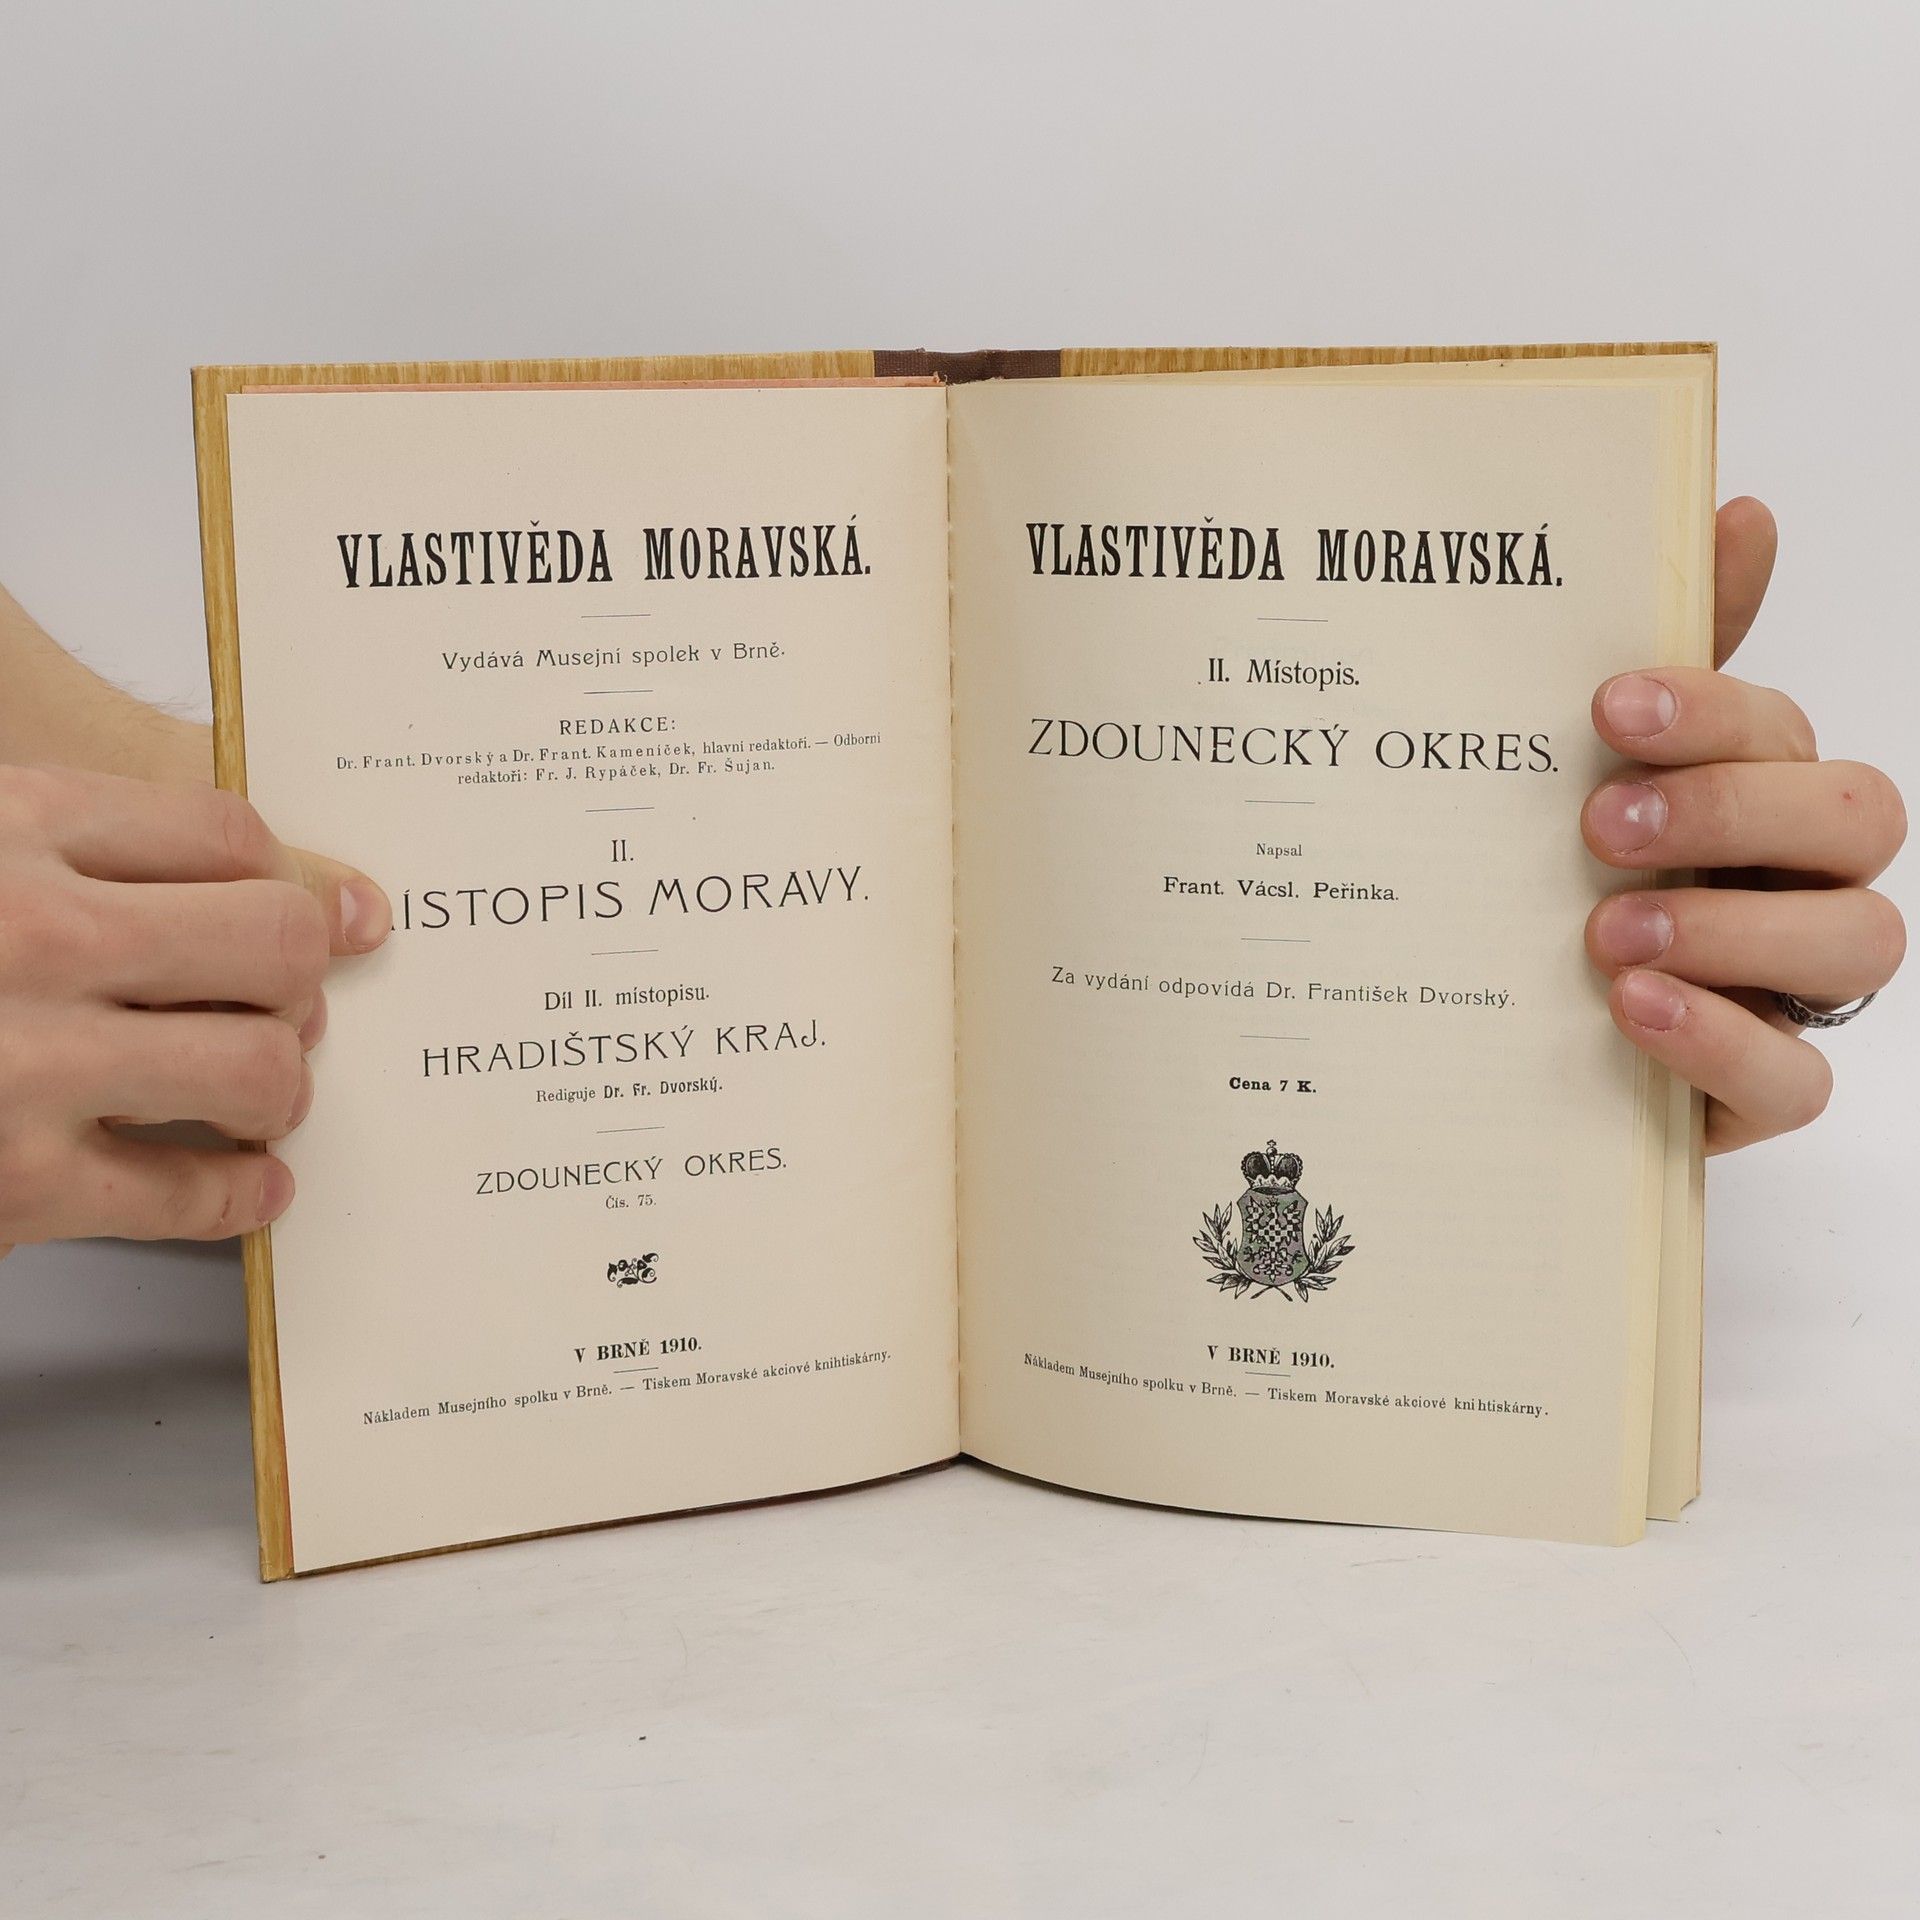 VLASTIVĚDA MORAVSKÁ.
Vydává Musejní spolek v Brně.
REDAKCE:
Dr. Frant. Dvorský a Dr. Frant. Kameníček, hlavní redaktoři. — Odborní
redaktoři: Fr. J. Rypáček, Dr. Fr. Šujan.
II.
ÍSTOPIS MORAVY.
Díl II. místopisu.
HRADIŠTSKÝ KRAJ.
Rediguje Dr. Fr. Dvorský.
ZDOUNECKÝ OKRES.
Čís. 75.
V BRNĚ 1910.
Nákladem Musejního spolku v Brně. — Tiskem Moravské akciové knihtiskárny.
VLASTIVĚDA MORAVSKÁ.
II. Místopis.
ZDOUNECKÝ OKRES.
Napsal
Frant. Vácsl. Peřinka.
Za vydání odpovídá Dr. František Dvorský.
Cena 7 K.
V BRNĚ 1910.
Nákladem Musejního spolku v Brně. — Tiskem Moravské akciové knihtiskárny.